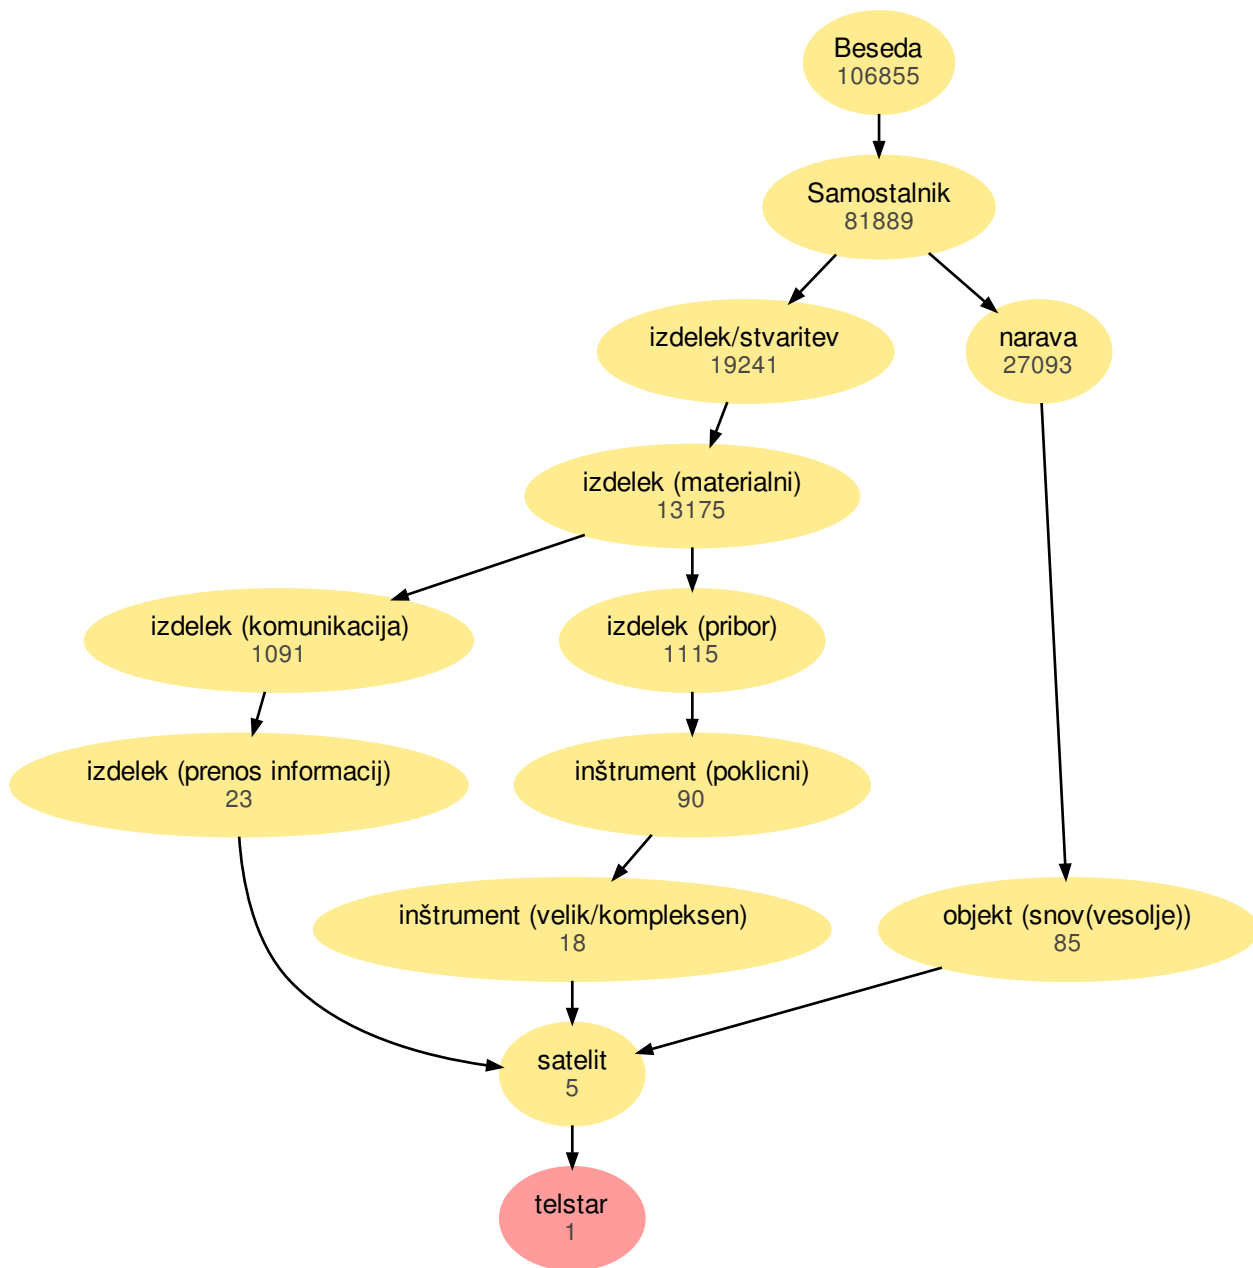 Beseda
106855
Samostalnik
81889
izdelek/stvaritev
19241
narava
27093
izdelek (materialni)
13175
izdelek (komunikacija)
1091
izdelek (pribor)
1115
izdelek (prenos informacij)
23
inštrument (poklicni)
90
inštrument (velik/kompleksen)
18
objekt (snov(vesolje))
85
satelit
5
telstar
1